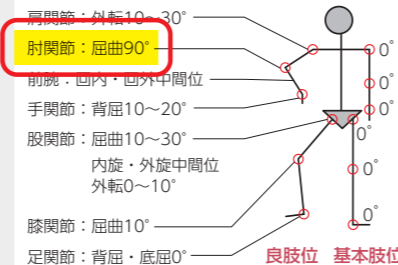 肩関節：外転10〜30°
肘関節：屈曲90°
前腕：回内・回外中間位
手関節：背屈10〜20°
股関節：屈曲10〜30°
内旋・外旋中間位
外転0〜10°
膝関節：屈曲10°
足関節：背屈・底屈0°
0°
0°
0°
0°
0°
0°
良肢位 基本肢位